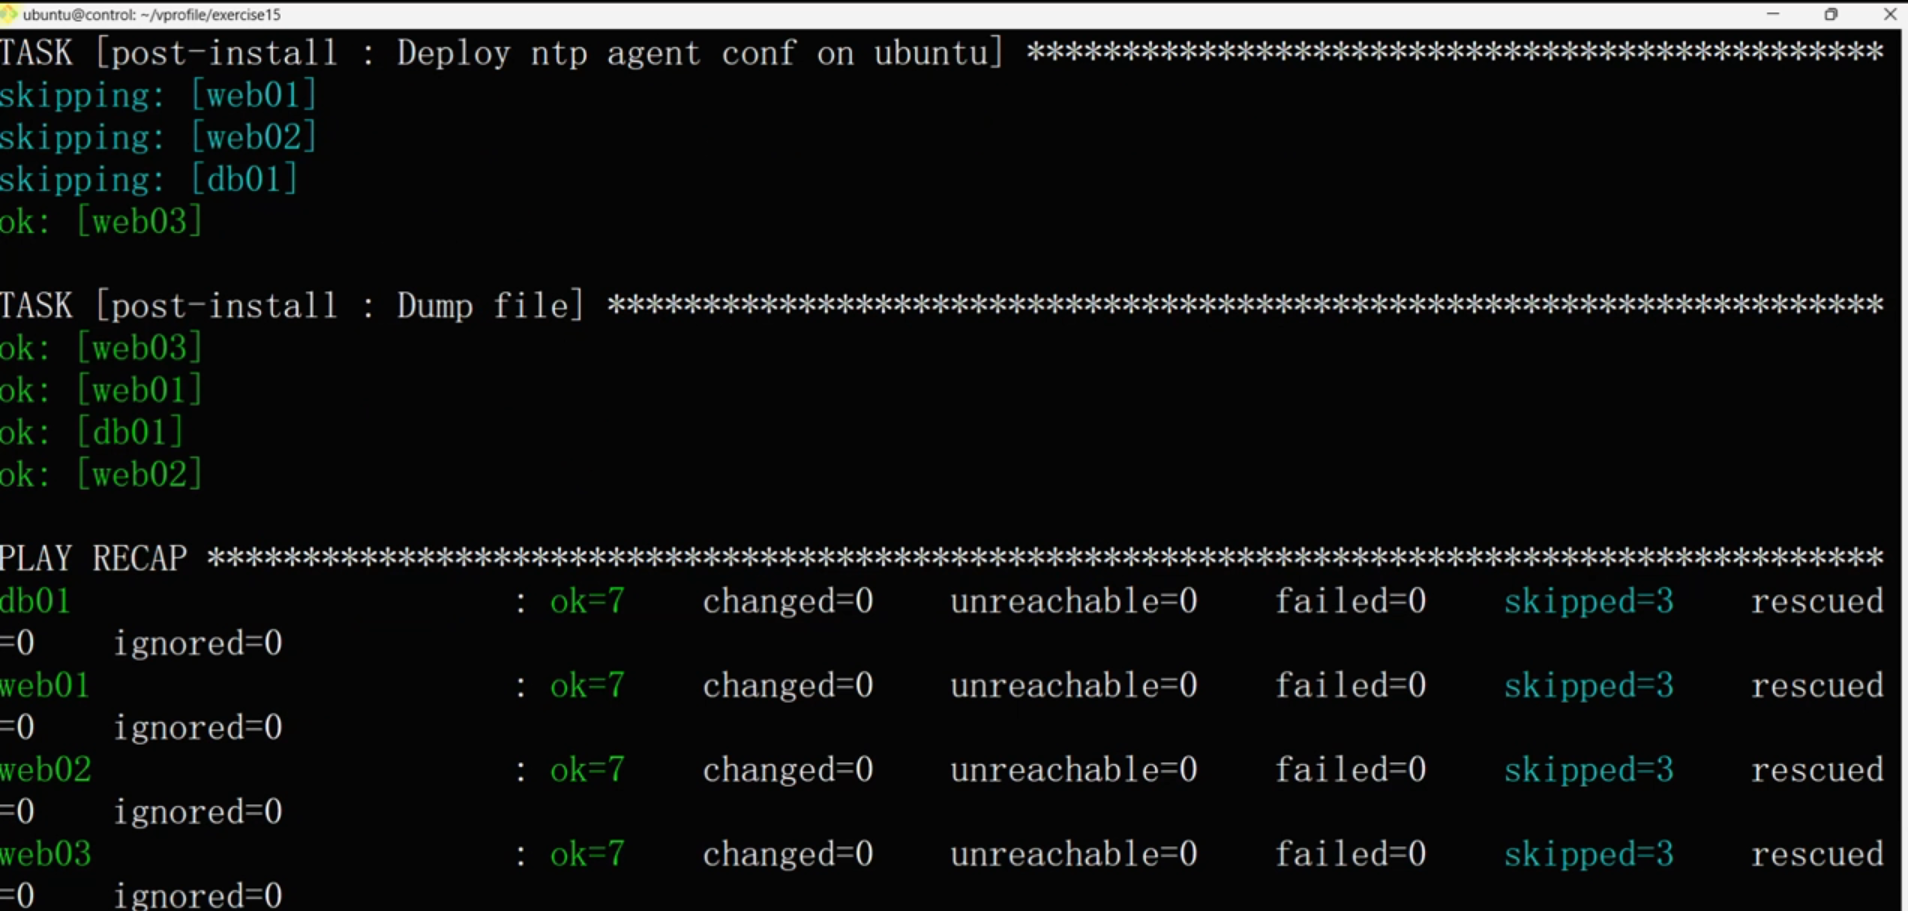 ubuntu@control: ~/vprofile/exercise15
TASK [post-install : Deploy ntp agent conf on ubuntu] *********************************************
skipping: [web01]
skipping: [web02]
skipping: [db01]
ok: [web03]
TASK [post-install : Dump file] *******************************************************************
ok: [web03]
ok: [web01]
ok: [db01]
ok: [web02]
PLAY RECAP ****************************************************************************************
db01 : ok=7 changed=0 unreachable=0 failed=0 skipped=3 rescued
=0 ignored=0
web01 : ok=7 changed=0 unreachable=0 failed=0 skipped=3 rescued
=0 ignored=0
web02 : ok=7 changed=0 unreachable=0 failed=0 skipped=3 rescued
=0 ignored=0
web03 : ok=7 changed=0 unreachable=0 failed=0 skipped=3 rescued
=0 ignored=0